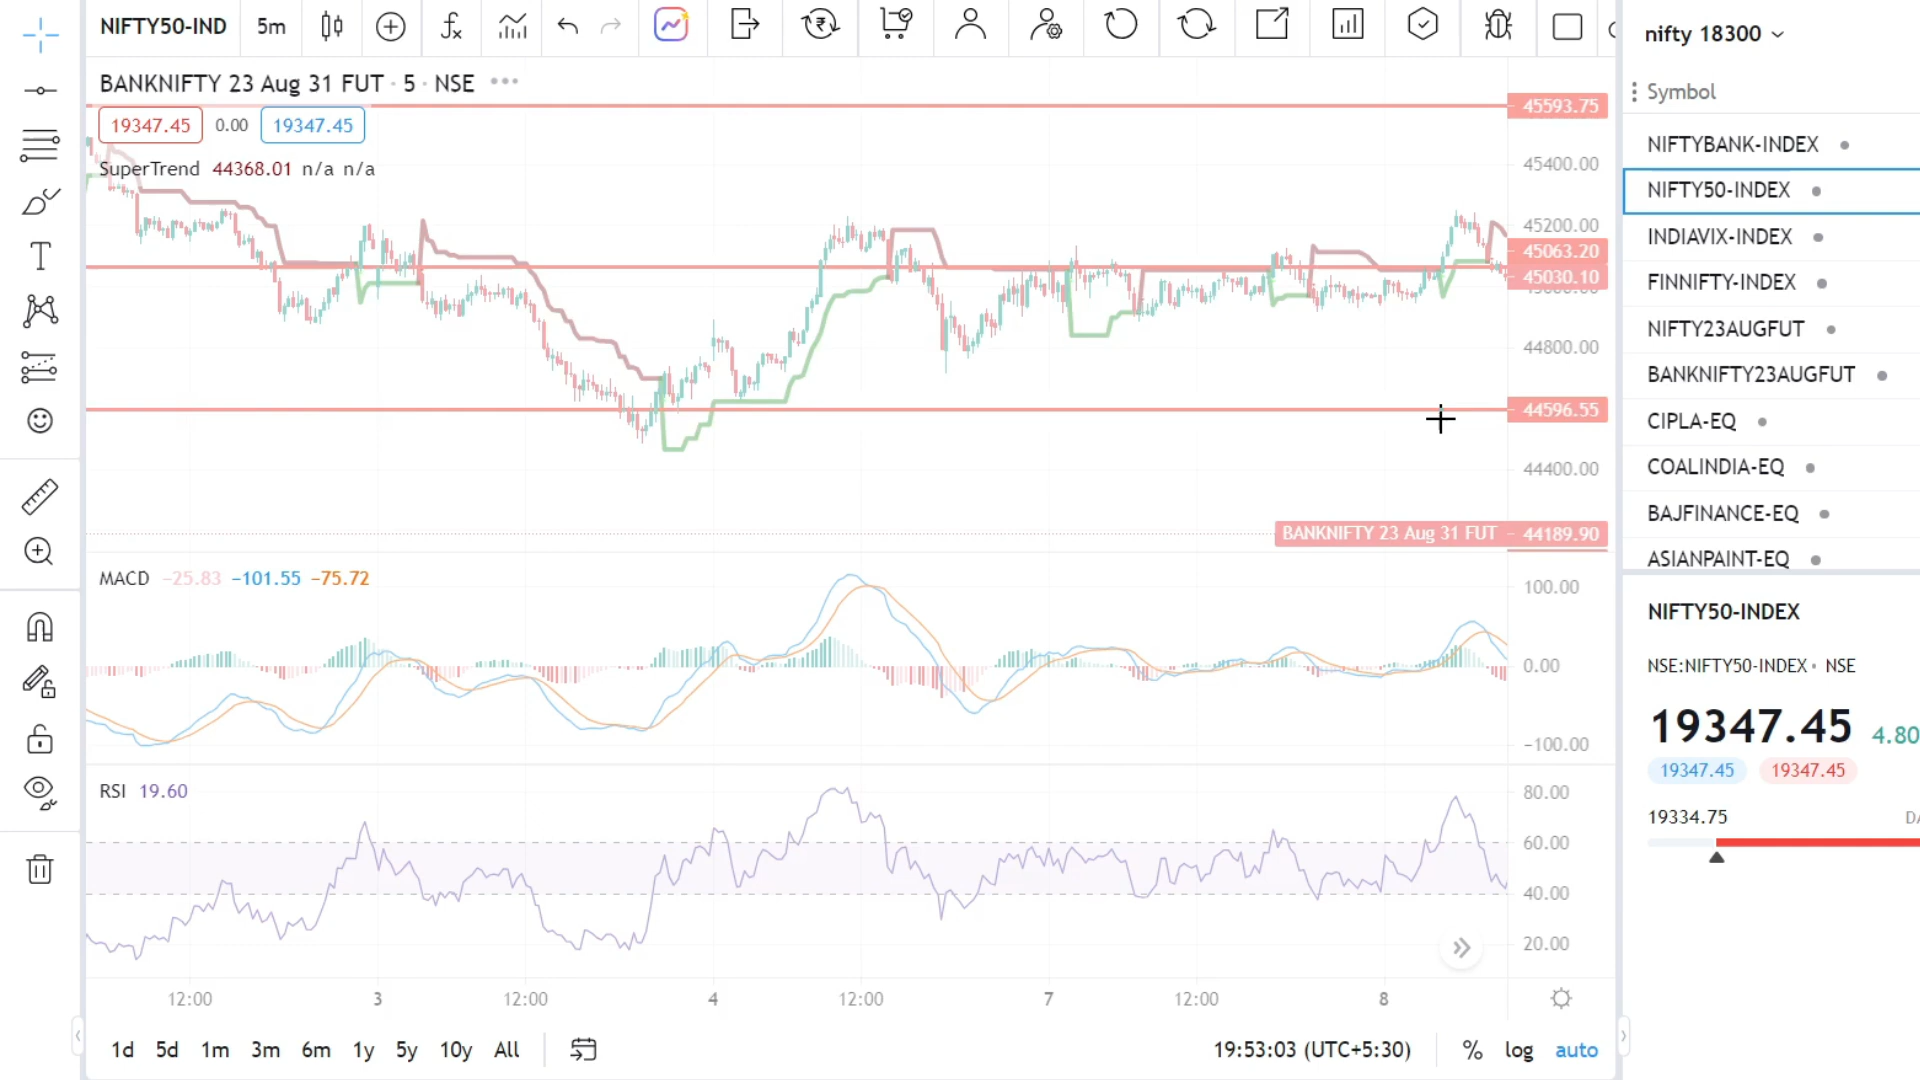 NIFTY50-IND 5m
nifty 18300
BANKNIFTY 23 Aug 31 FUT · 5 · NSE
19347.45 0.00 19347.45
SuperTrend 44368.01 n/a n/a
45593.75
45400.00
45200.00
45063.20
45030.10
44800.00
44596.55
44400.00
BANKNIFTY 23 Aug 31 FUT 44189.90
MACD −25.83 −101.55 −75.72
100.00
0.00
−100.00
RSI 19.60
80.00
60.00
40.00
20.00
12:00 3 12:00 4 12:00 7 12:00 8
1d 5d 1m 3m 6m 1y 5y 10y All
19:53:03 (UTC+5:30) % log auto
Symbol
NIFTYBANK-INDEX
NIFTY50-INDEX
INDIAVIX-INDEX
FINNIFTY-INDEX
NIFTY23AUGFUT
BANKNIFTY23AUGFUT
CIPLA-EQ
COALINDIA-EQ
BAJFINANCE-EQ
ASIANPAINT-EQ
NIFTY50-INDEX
NSE:NIFTY50-INDEX · NSE
19347.45 4.80
19347.45 19347.45
19334.75